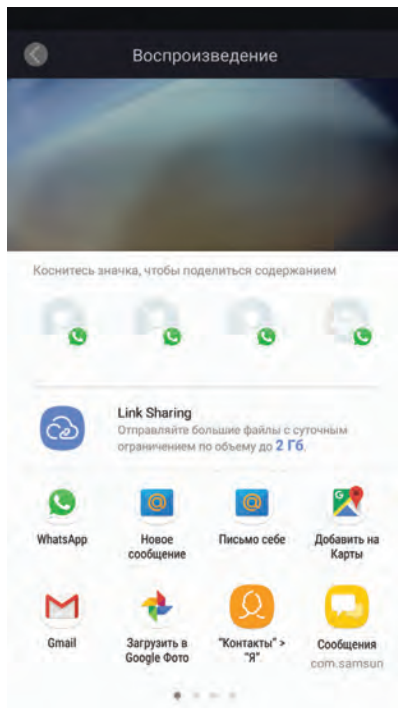 Воспроизведение
Коснитесь значка, чтобы поделиться содержанием
Link Sharing
Отправляйте большие файлы с суточным
ограничением по объему до 2 Гб.
WhatsApp
Новое
сообщение
Письмо себе
Добавить на
Карты
Gmail
Загрузить в
Google Фото
"Контакты" >
"Я"
Сообщения
com.samsun